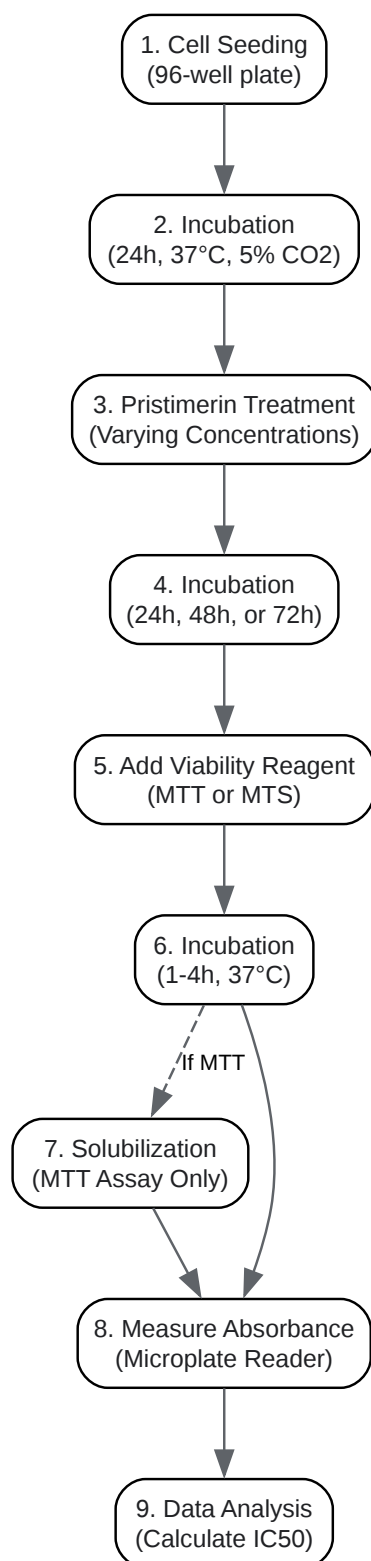 1. Cell Seeding
(96-well plate)
2. Incubation
(24h, 37°C, 5% CO2)
3. Pristimerin Treatment
(Varying Concentrations)
4. Incubation
(24h, 48h, or 72h)
5. Add Viability Reagent
(MTT or MTS)
6. Incubation
(1-4h, 37°C)
If MTT
7. Solubilization
(MTT Assay Only)
8. Measure Absorbance
(Microplate Reader)
9. Data Analysis
(Calculate IC50)